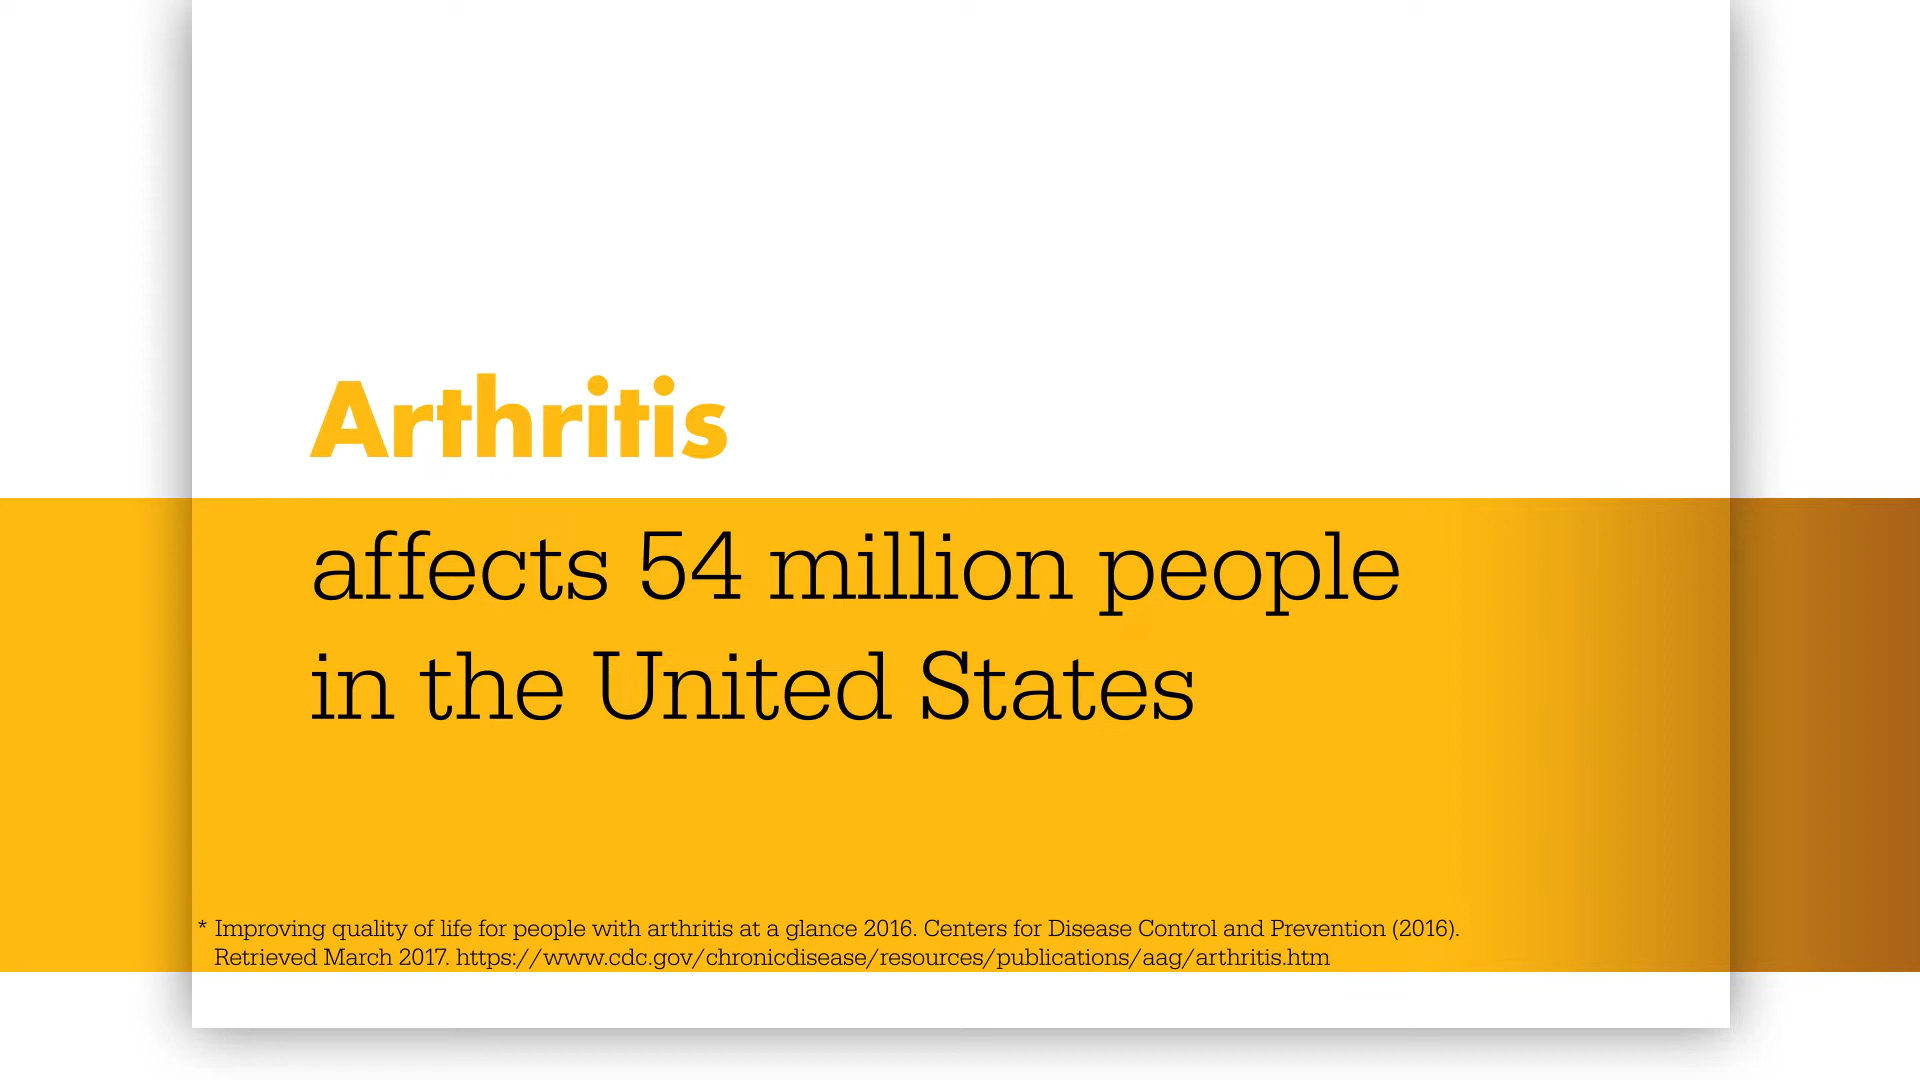 Arthritis
affects 54 million people
in the United States
* Improving quality of life for people with arthritis at a glance 2016. Centers for Disease Control and Prevention (2016).
Retrieved March 2017. https://www.cdc.gov/chronicdisease/resources/publications/aag/arthritis.htm